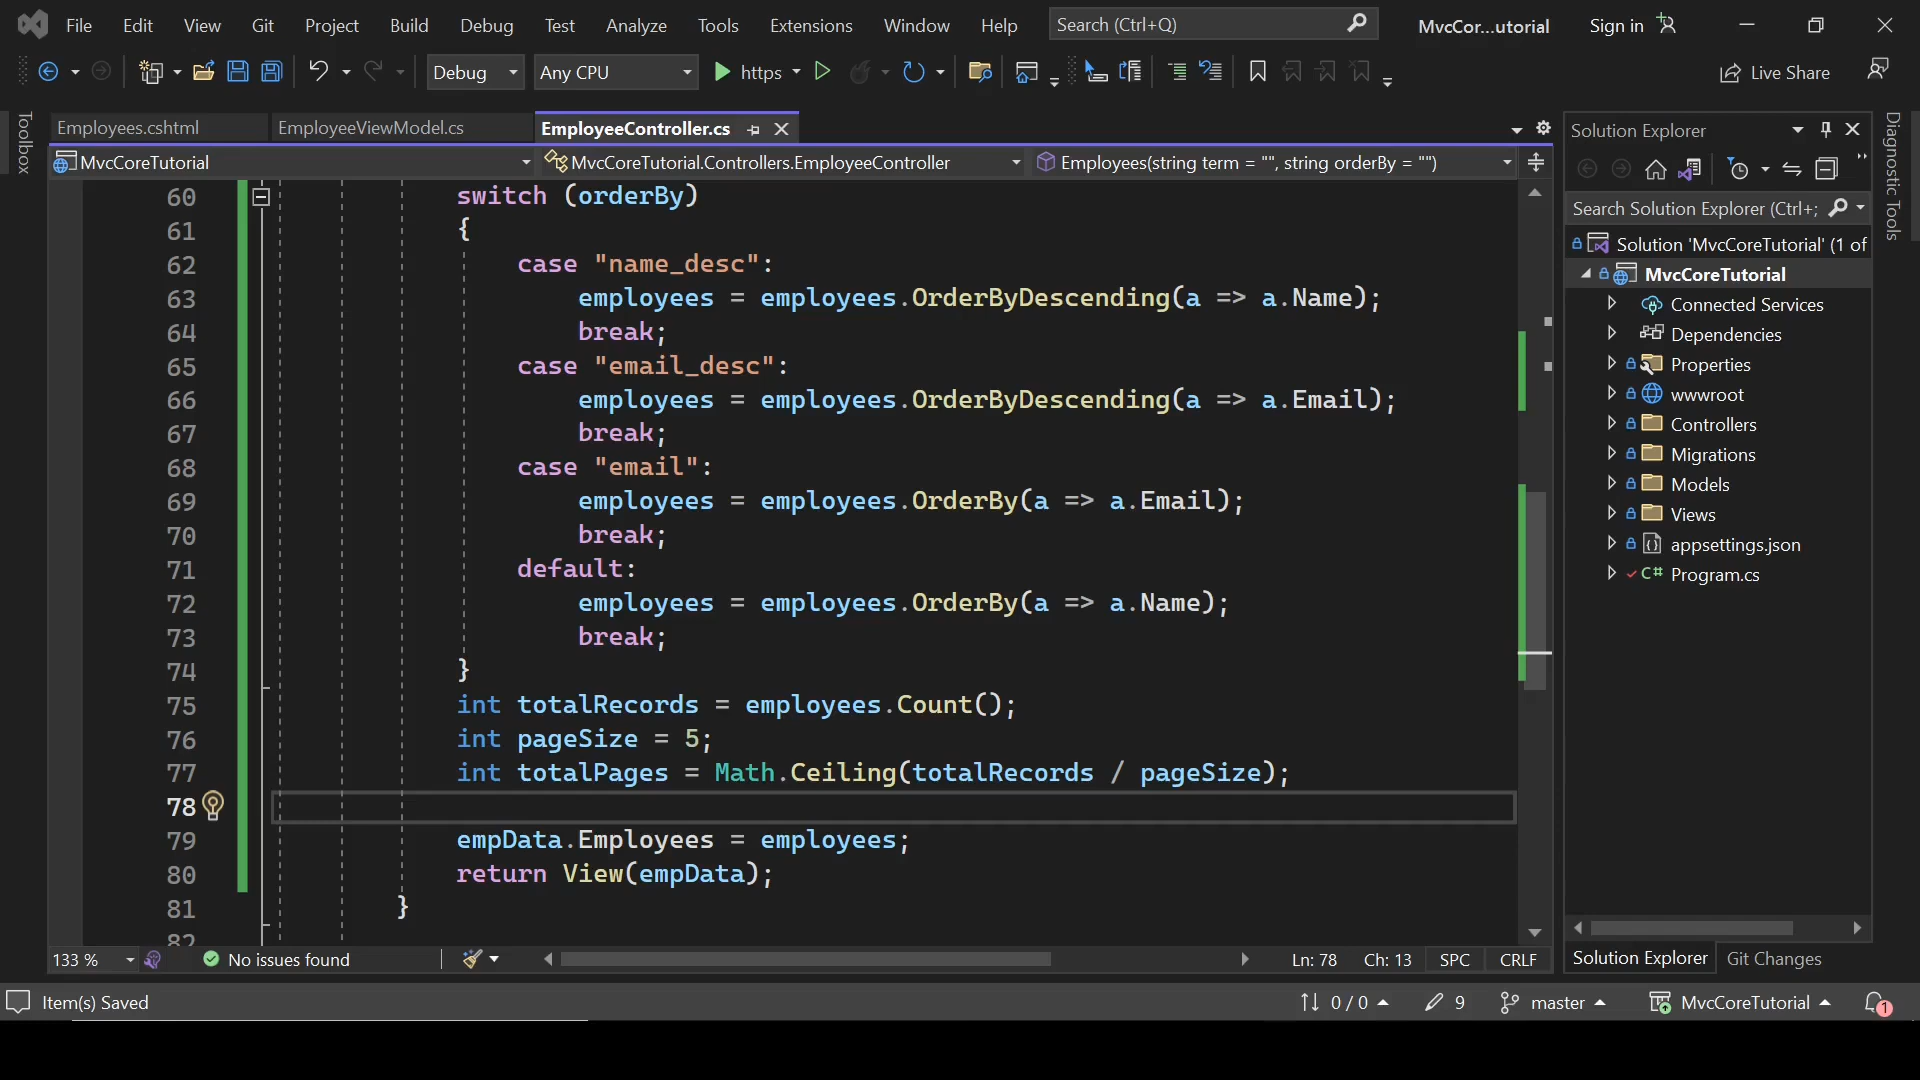 File Edit View Git Project Build Debug Test Analyze Tools Extensions Window Help Search (Ctrl+Q) MvcCor...utorial Sign in
Debug Any CPU https Live Share
Toolbox
Employees.cshtml EmployeeViewModel.cs EmployeeController.cs
MvcCoreTutorial MvcCoreTutorial.Controllers.EmployeeController Employees(string term = "", string orderBy = "")
60 switch (orderBy)
61 {
62 case "name_desc":
63 employees = employees.OrderByDescending(a => a.Name);
64 break;
65 case "email_desc":
66 employees = employees.OrderByDescending(a => a.Email);
67 break;
68 case "email":
69 employees = employees.OrderBy(a => a.Email);
70 break;
71 default:
72 employees = employees.OrderBy(a => a.Name);
73 break;
74 }
75 int totalRecords = employees.Count();
76 int pageSize = 5;
77 int totalPages = Math.Ceiling(totalRecords / pageSize);
78
79 empData.Employees = employees;
80 return View(empData);
81 }
82
133 % No issues found Ln: 78 Ch: 13 SPC CRLF
Solution Explorer
Search Solution Explorer (Ctrl+;
Solution 'MvcCoreTutorial' (1 of
MvcCoreTutorial
Connected Services
Dependencies
Properties
wwwroot
Controllers
Migrations
Models
Views
appsettings.json
C# Program.cs
Solution Explorer Git Changes
Diagnostic Tools
Item(s) Saved 0 / 0 9 master MvcCoreTutorial 1